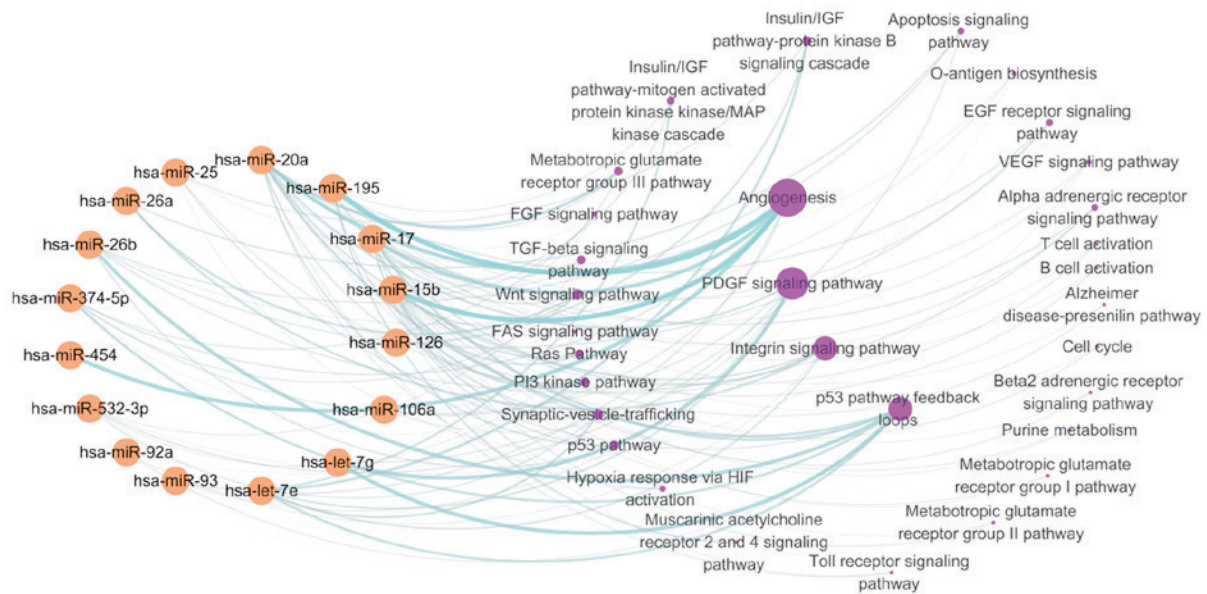 Insulin/IGF
pathway-protein kinase B
signaling cascade
Apoptosis signaling
pathway
Insulin/IGF
pathway-mitogen activated
protein kinase kinase/MAP
kinase cascade
O-antigen biosynthesis
EGF receptor signaling
pathway
hsa-miR-20a
hsa-miR-25
hsa-miR-195
hsa-miR-26a
Metabotropic glutamate
receptor group III pathway
VEGF signaling pathway
Angiogenesis
Alpha adrenergic receptor
signaling pathway
FGF signaling pathway
hsa-miR-26b
hsa-miR-17
TGF-beta signaling
pathway
T cell activation
B cell activation
hsa-miR-374-5p
hsa-miR-15b
Wnt signaling pathway
PDGF signaling pathway
Alzheimer
disease-presenilin pathway
hsa-miR-454
hsa-miR-126
FAS signaling pathway
Ras Pathway
Integrin signaling pathway
Cell cycle
PI3 kinase pathway
Beta2 adrenergic receptor
signaling pathway
hsa-miR-532-3p
hsa-miR-106a
Synaptic-vesicle-trafficking
p53 pathway feedback
loops
Purine metabolism
hsa-miR-92a
hsa-miR-93
hsa-let-7g
hsa-let-7e
p53 pathway
Hypoxia response via HIF
activation
Metabotropic glutamate
receptor group I pathway
Muscarinic acetylcholine
receptor 2 and 4 signaling
pathway
Metabotropic glutamate
receptor group II pathway
Toll receptor signaling
pathway